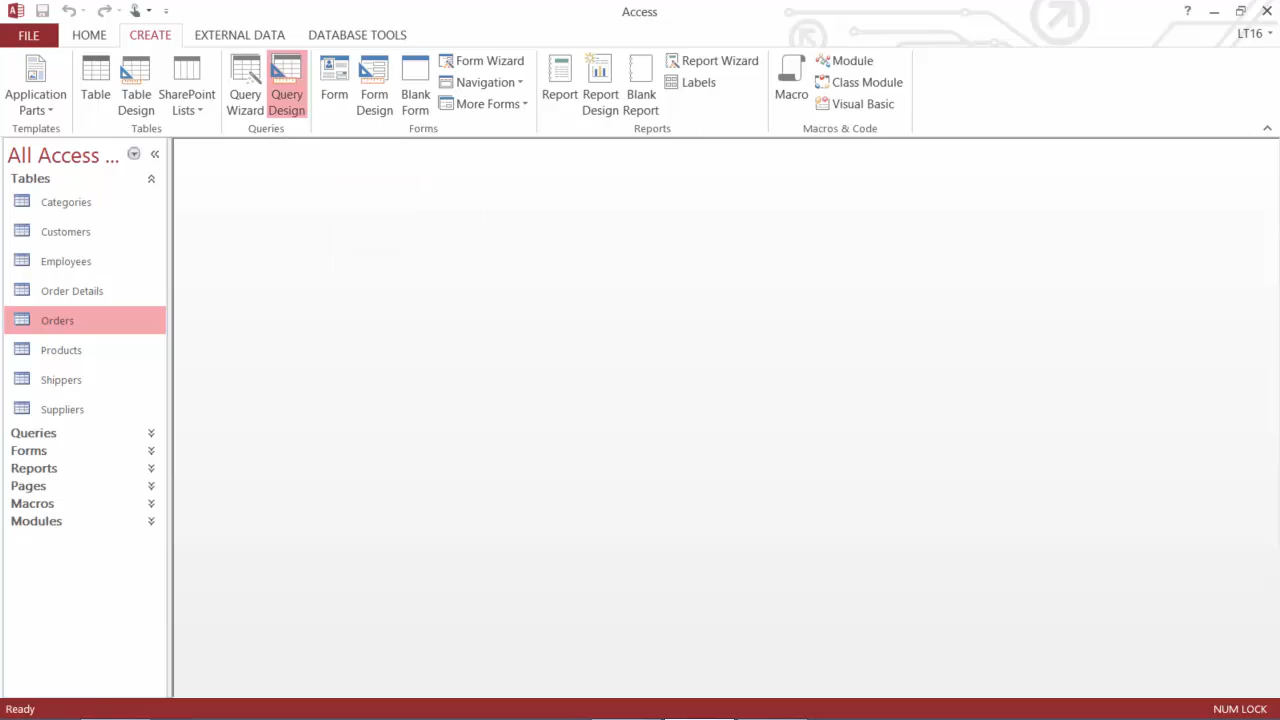 Access
?
LT16
FILE
HOME
CREATE
EXTERNAL DATA
DATABASE TOOLS
Application
Parts
Table
Table
Design
SharePoint
Lists
Query
Wizard
Query
Design
Form
Form
Design
Blank
Form
Form Wizard
Navigation
More Forms
Report
Report
Design
Blank
Report
Report Wizard
Labels
Macro
Module
Class Module
Visual Basic
Templates
Tables
Queries
Forms
Reports
Macros & Code
All Access ...
Tables
Categories
Customers
Employees
Order Details
Orders
Products
Shippers
Suppliers
Queries
Forms
Reports
Pages
Macros
Modules
Ready
NUM LOCK